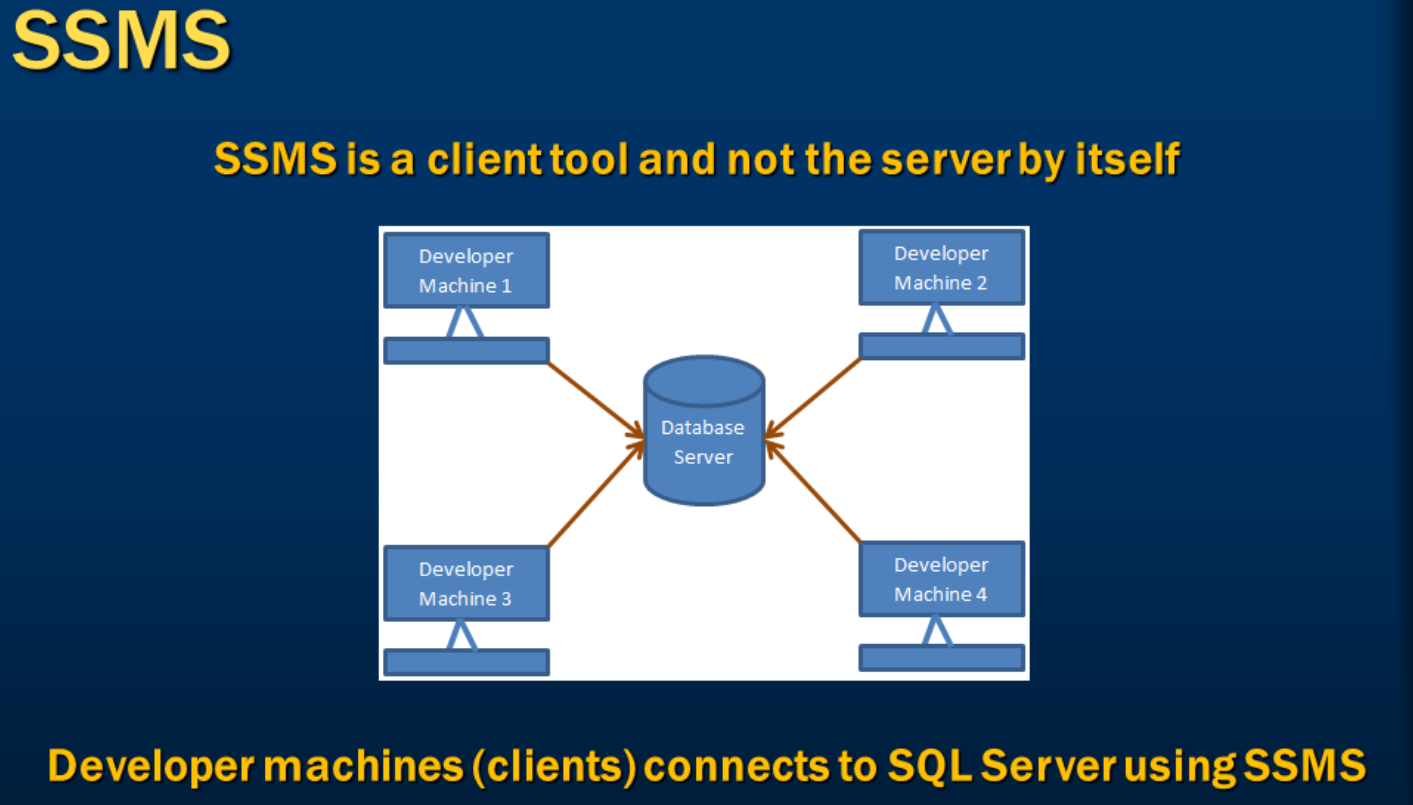 SSMS
SSMS is a client tool and not the server by itself
Developer
Machine 1
Developer
Machine 2
Database
Server
Developer
Machine 3
Developer
Machine 4
Developer machines (clients) connects to SQL Server using SSMS